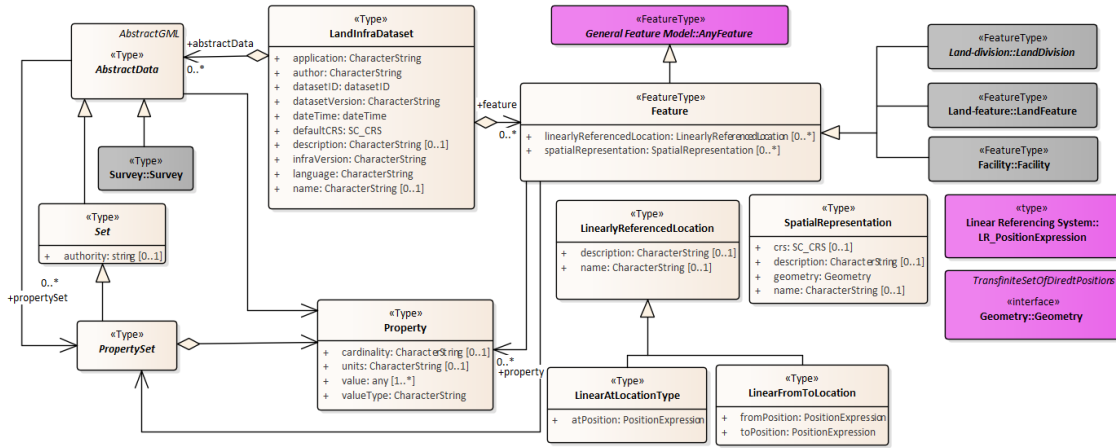 AbstractGML
«Type»
AbstractData
+abstractData
0..*
«Type»
LandInfraDataset
+ application: CharacterString
+ author: CharacterString
+ datasetID: datasetID
+ datasetVersion: CharacterString
+ dateTime: dateTime
+ defaultCRS: SC_CRS
+ description: CharacterString [0..1]
+ infraVersion: CharacterString
+ language: CharacterString
+ name: CharacterString [0..1]
+feature
0..*
«FeatureType»
General Feature Model::AnyFeature
«FeatureType»
Feature
+ linearlyReferencedLocation: LinearlyReferencedLocation [0..*]
+ spatialRepresentation: SpatialRepresentation [0..*]
«FeatureType»
Land-division::LandDivision
«FeatureType»
Land-feature::LandFeature
«FeatureType»
Facility::Facility
«Type»
Survey::Survey
«Type»
Set
+ authority: string [0..1]
0..*
+propertySet
«Type»
PropertySet
«Type»
Property
+ cardinality: CharacterString [0..1]
+ units: CharacterString [0..1]
+ value: any [1..*]
+ valueType: CharacterString
0..*
+property
«Type»
LinearlyReferencedLocation
+ description: CharacterString [0..1]
+ name: CharacterString [0..1]
«Type»
SpatialRepresentation
+ crs: SC_CRS [0..1]
+ description: CharacterString [0..1]
+ geometry: Geometry
+ name: CharacterString [0..1]
«type»
Linear Referencing System::
LR_PositionExpression
TransfiniteSetOfDiredtPositions
«interface»
Geometry::Geometry
«Type»
LinearAtLocationType
+ atPosition: PositionExpression
«Type»
LinearFromToLocation
+ fromPosition: PositionExpression
+ toPosition: PositionExpression